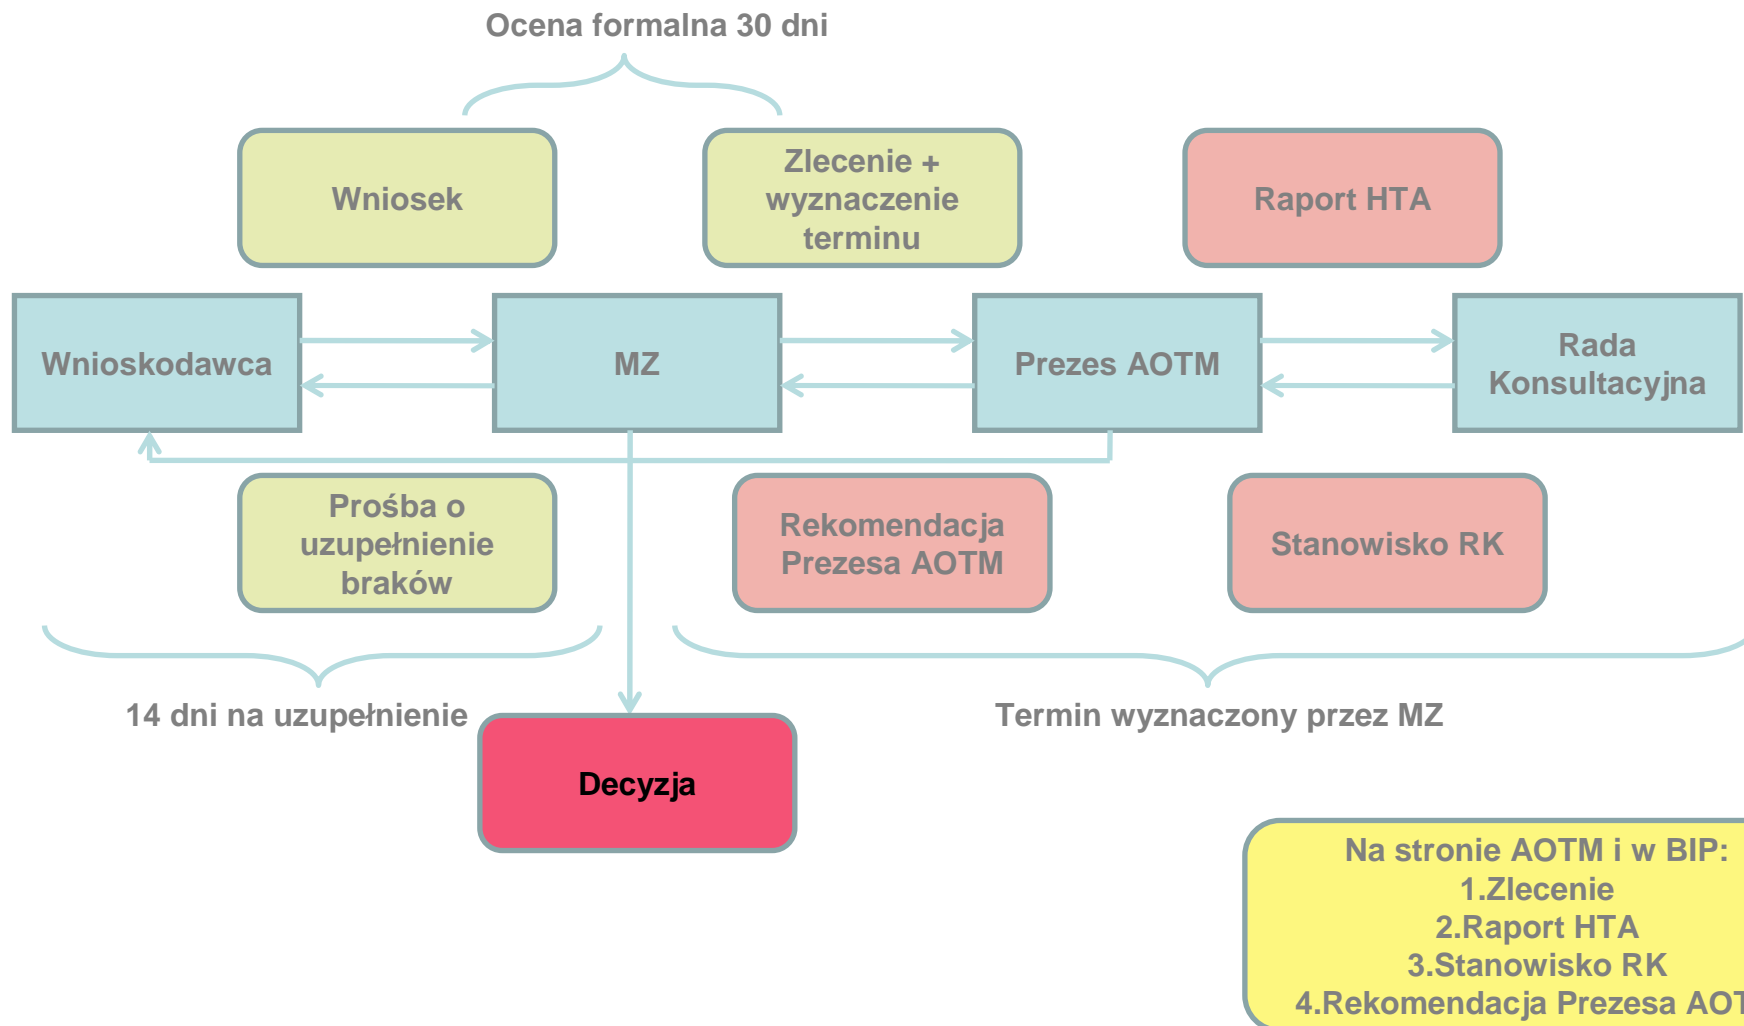 Ocena formalna 30 dni
Wniosek
Zlecenie +
wyznaczenie
terminu
Raport HTA
Wnioskodawca
MZ
Prezes AOTM
Rada
Konsultacyjna
Prośba o
uzupełnienie
braków
Rekomendacja
Prezesa AOTM
Stanowisko RK
14 dni na uzupełnienie
Termin wyznaczony przez MZ
Decyzja
Na stronie AOTM i w BIP:
1.Zlecenie
2.Raport HTA
3.Stanowisko RK
4.Rekomendacja Prezesa